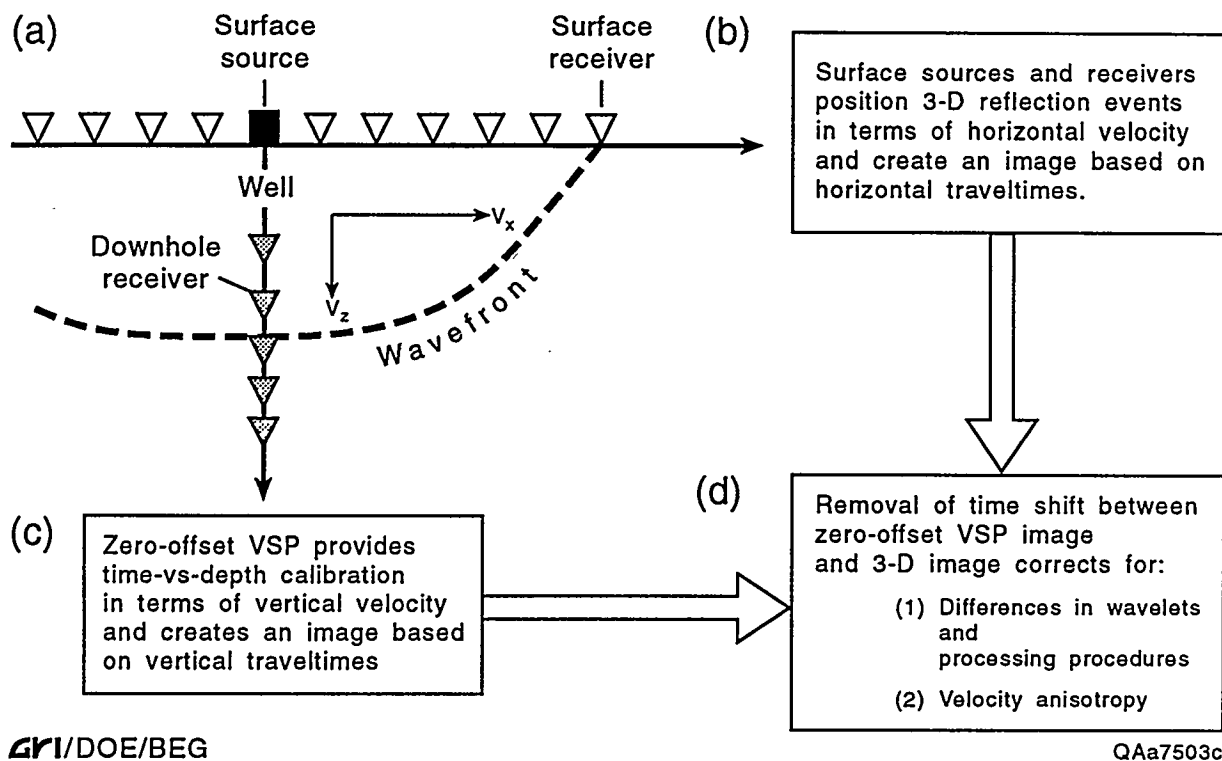 (a)
Surface
source
Surface
receiver
(b)
Surface sources and receivers
position 3-D reflection events
in terms of horizontal velocity
and create an image based on
horizontal traveltimes.
Well
Vx
Downhole
receiver
Vz
Wavefront
(c)
Zero-offset VSP provides
time-vs-depth calibration
in terms of vertical velocity
and creates an image based
on vertical traveltimes
(d)
Removal of time shift between
zero-offset VSP image
and 3-D image corrects for:
(1) Differences in wavelets
and
processing procedures
(2) Velocity anisotropy
GRI/DOE/BEG
QAa7503c